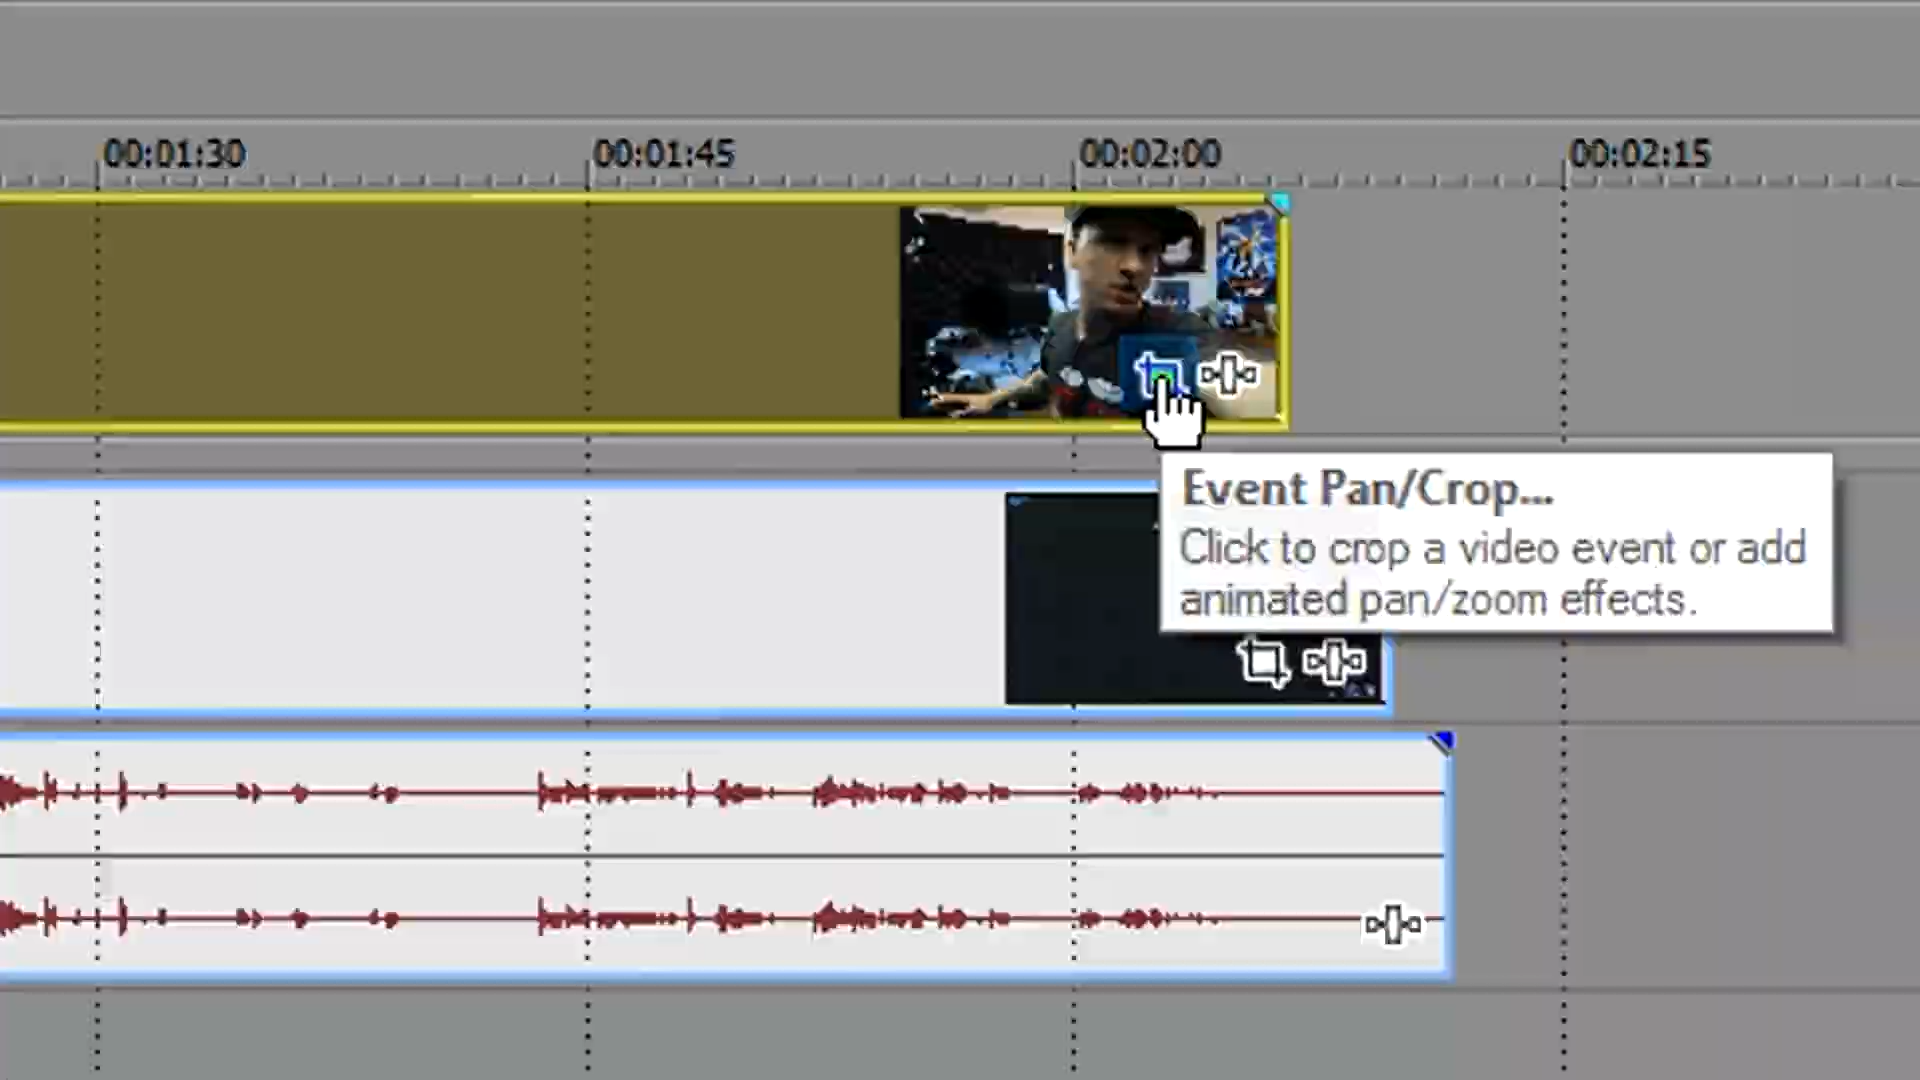 00:01:30 00:01:45 00:02:00 00:02:15
Event Pan/Crop...
Click to crop a video event or add
animated pan/zoom effects.